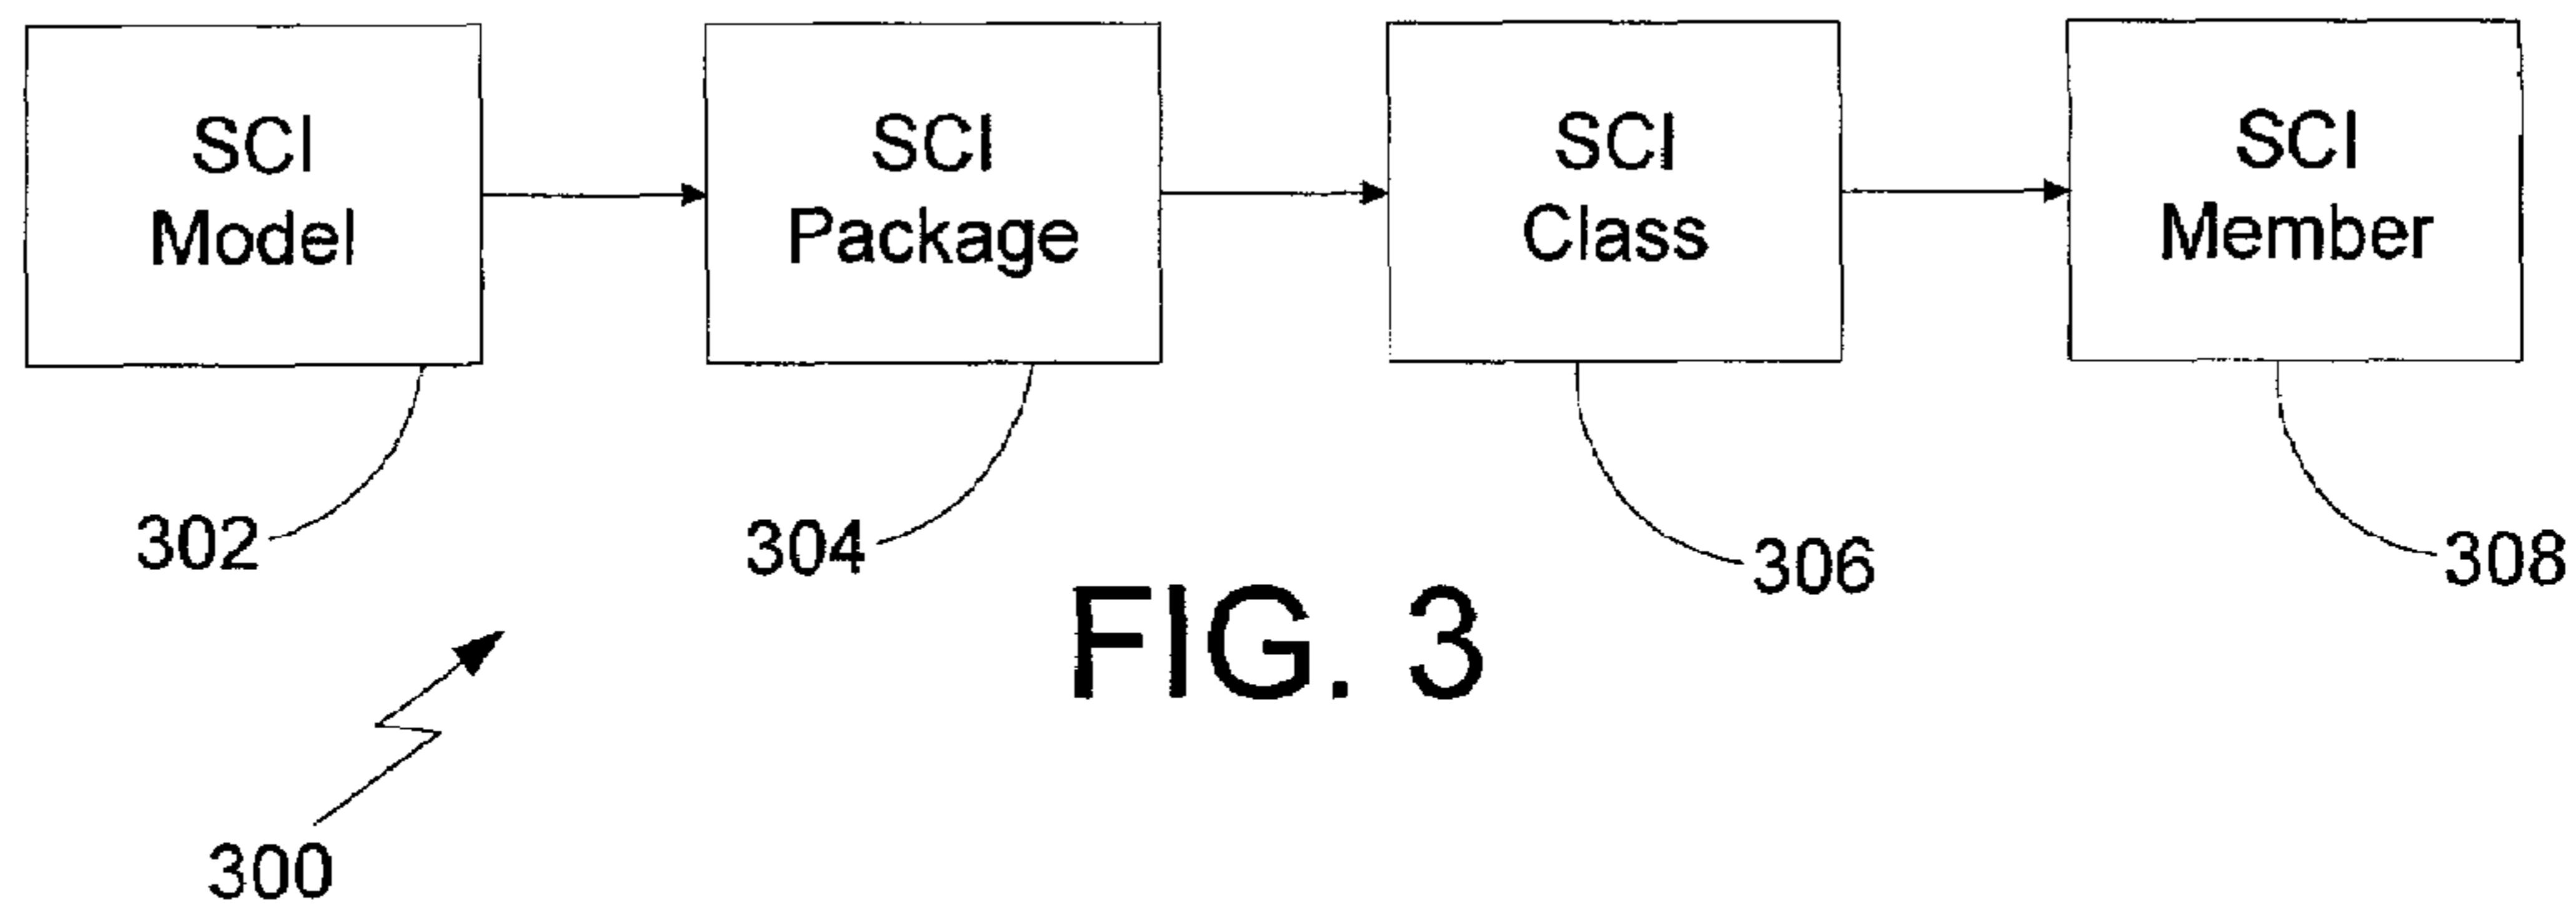 SCI
Model
SCI
Package
SCI
Class
SCI
Member
302
304
306
308
FIG. 3
300